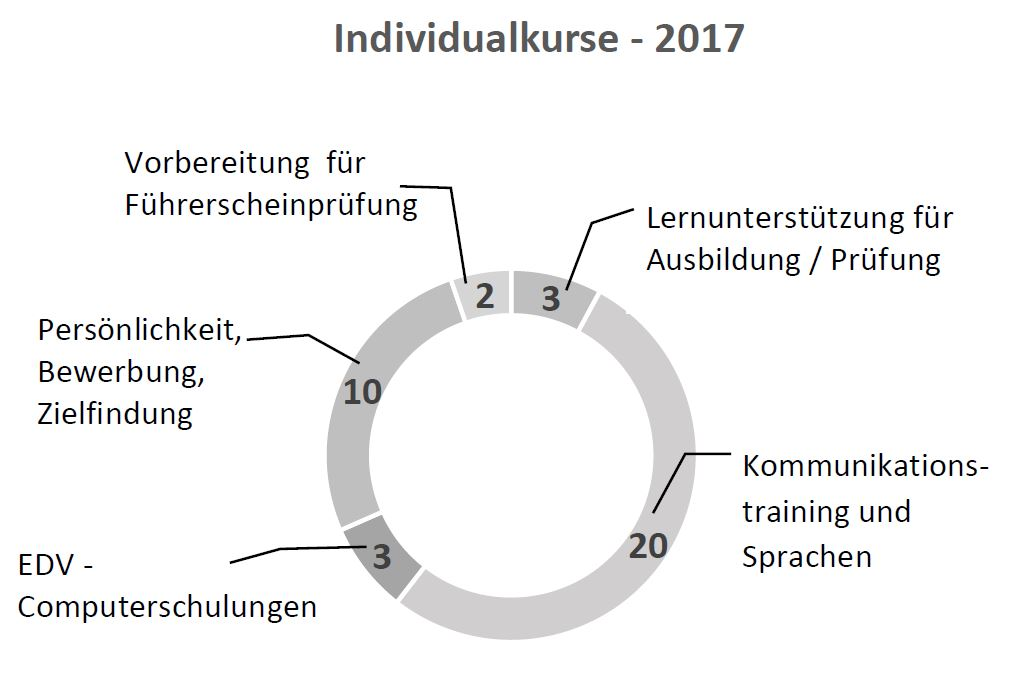 Individualkurse - 2017
Vorbereitung für
Führerscheinprüfung
Lernunterstützung für
Ausbildung / Prüfung
2
3
Persönlichkeit,
Bewerbung,
Zielfindung
10
Kommunikations-
training und
Sprachen
20
EDV -
Computerschulungen
3